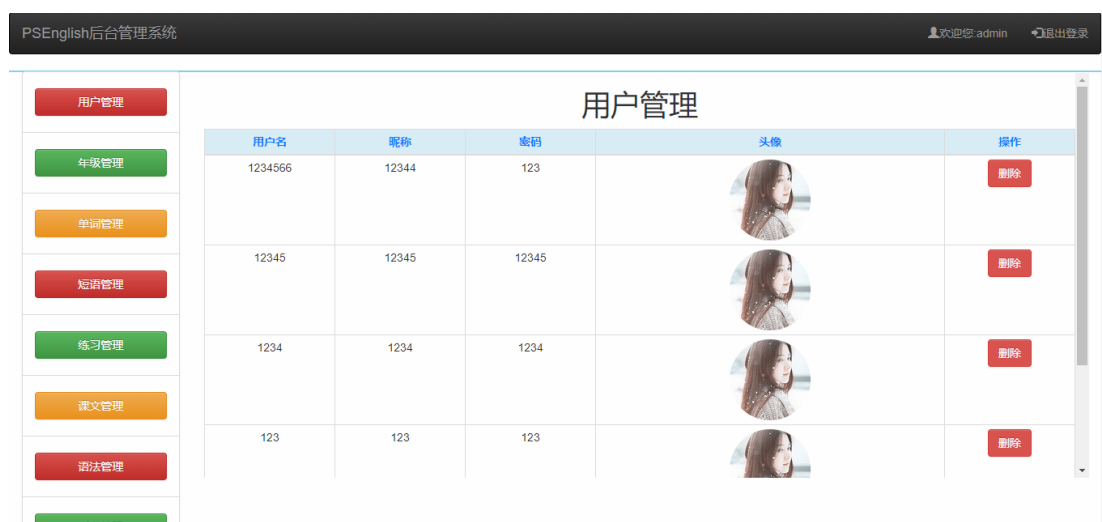 PSEnglish后台管理系统
欢迎您:admin 退出登录
用户管理
年级管理
单词管理
短语管理
练习管理
课文管理
语法管理
用户管理
用户名 昵称 密码 头像 操作
1234566 12344 123 删除
12345 12345 12345 删除
1234 1234 1234 删除
123 123 123 删除